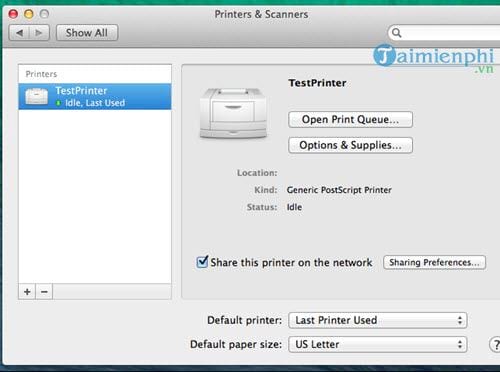 Printers & Scanners
Show All
Taimienphi
.vn
Printers
TestPrinter
Idle, Last Used
TestPrinter
Open Print Queue...
Options & Supplies...
Location:
Kind: Generic PostScript Printer
Status: Idle
Share this printer on the network Sharing Preferences...
+ −
Default printer: Last Printer Used
Default paper size: US Letter
?